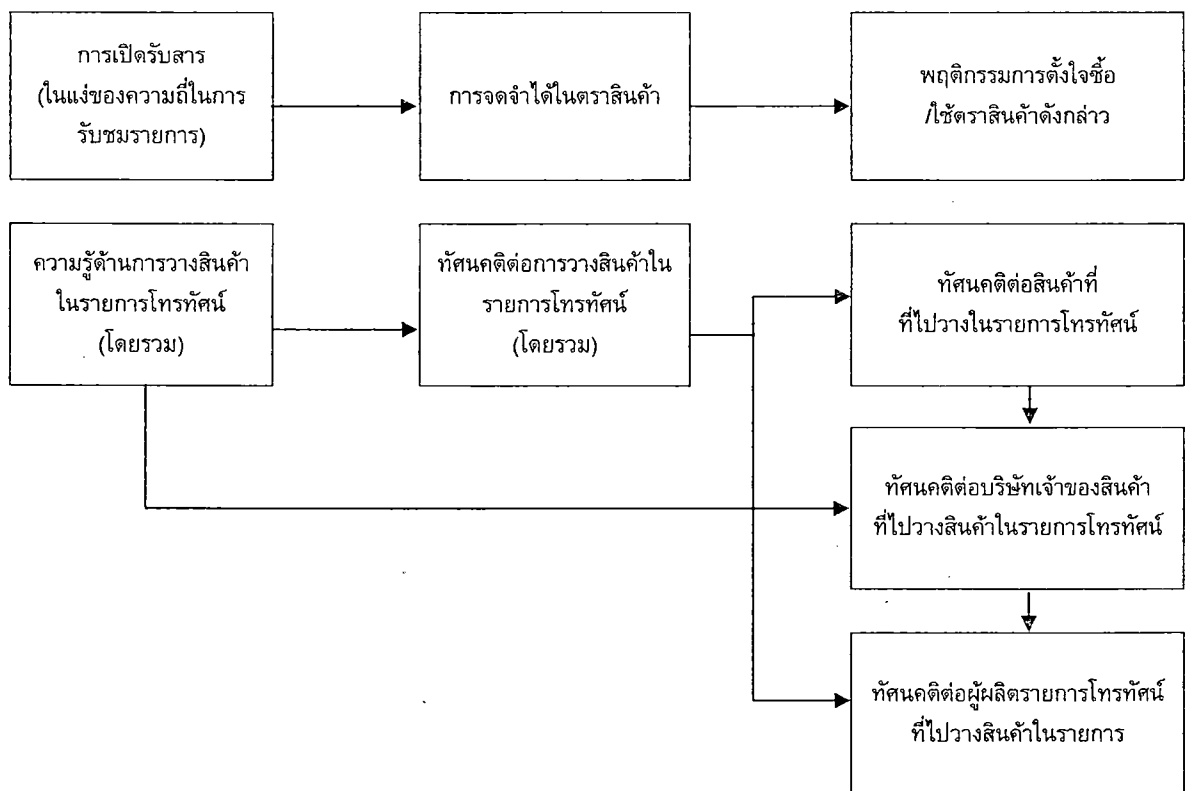 การเปิดรับสาร
(ในแง่ของความถี่ในการ
รับชมรายการ)
การจดจำได้ในตราสินค้า
พฤติกรรมการตั้งใจซื้อ
/ใช้ตราสินค้าดังกล่าว
ความรู้ด้านการวางสินค้า
ในรายการโทรทัศน์
(โดยรวม)
ทัศนคติต่อการวางสินค้าใน
รายการโทรทัศน์
(โดยรวม)
ทัศนคติต่อสินค้าที่
ที่ไปวางในรายการโทรทัศน์
ทัศนคติต่อบริษัทเจ้าของสินค้า
ที่ไปวางสินค้าในรายการโทรทัศน์
ทัศนคติต่อผู้ผลิตรายการโทรทัศน์
ที่ไปวางสินค้าในรายการ